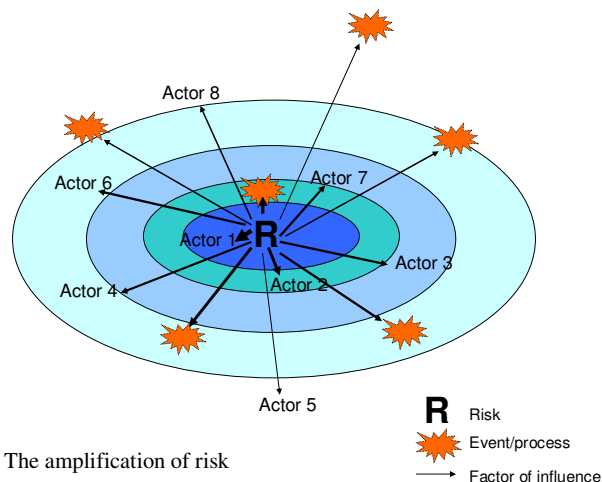 Actor 8
Actor 7
Actor 6
Actor 1
R
Actor 3
Actor 2
Actor 4
Actor 5
R Risk
Event/process
The amplification of risk
Factor of influence